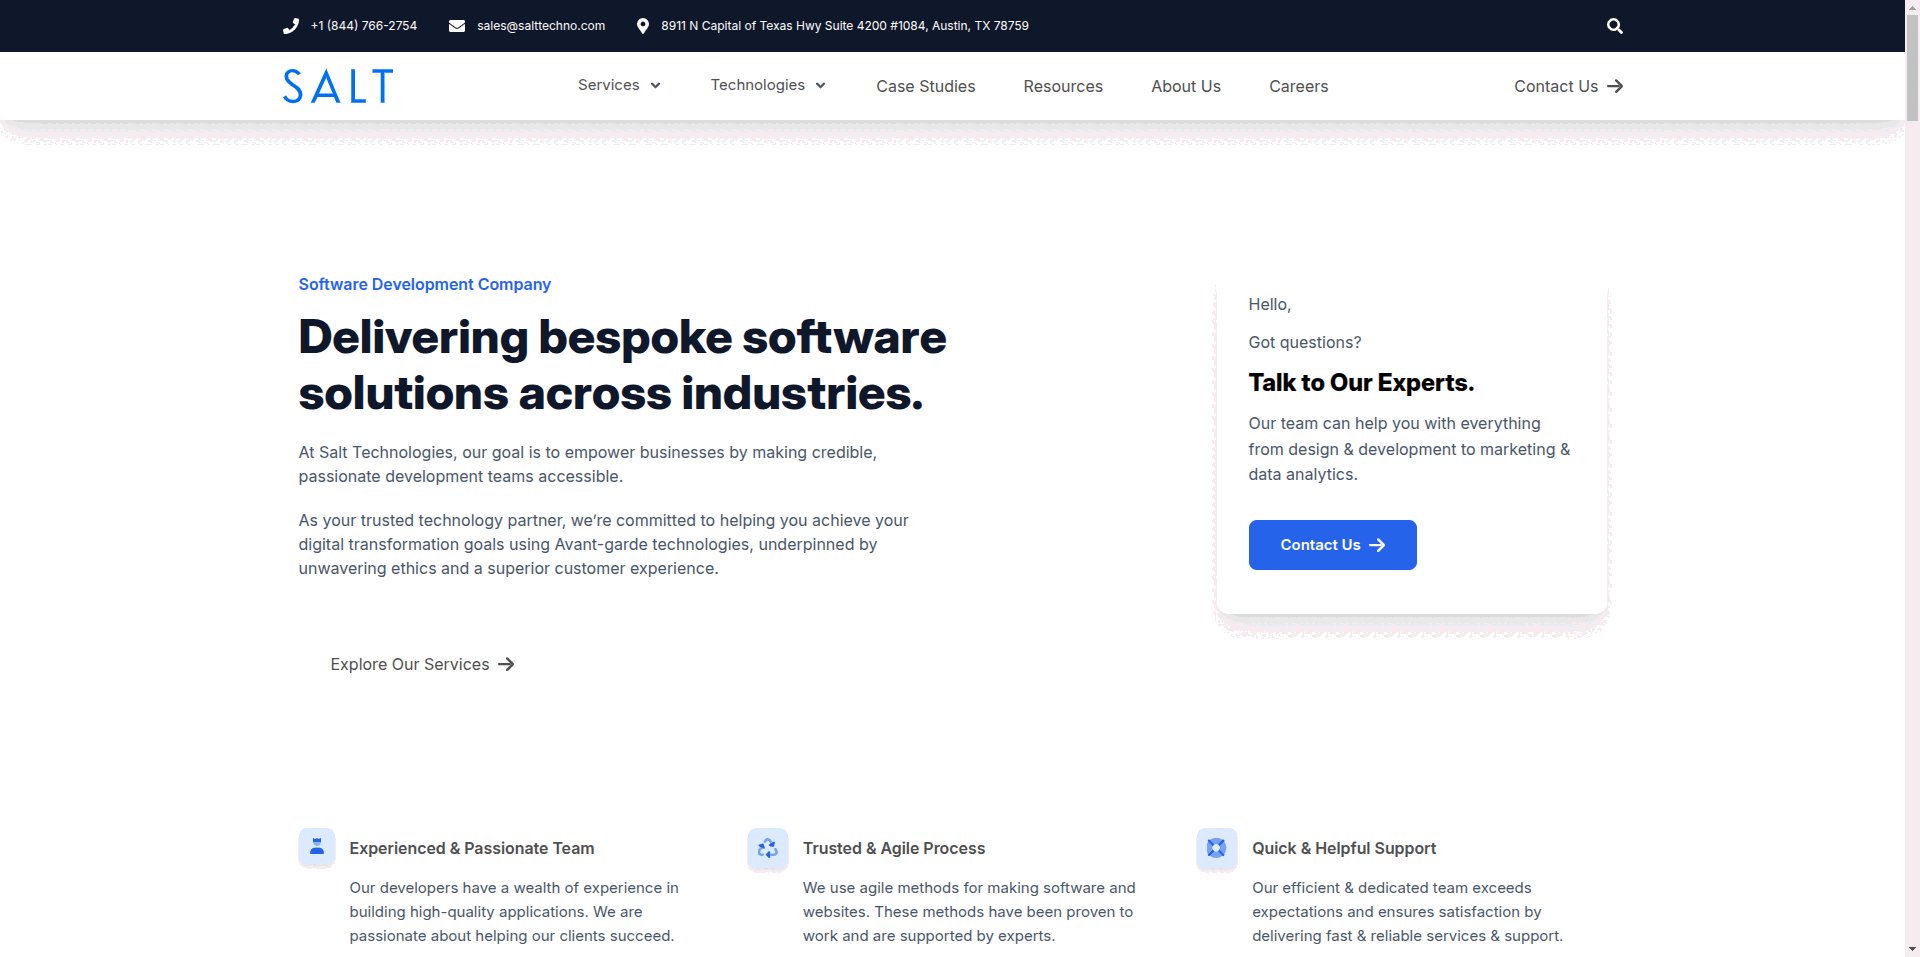 +1 (844) 766-2754
sales@salttechno.com
8911 N Capital of Texas Hwy Suite 4200 #1084, Austin, TX 78759
SALT
Services
Technologies
Case Studies
Resources
About Us
Careers
Contact Us
Software Development Company
Delivering bespoke software
solutions across industries.
At Salt Technologies, our goal is to empower businesses by making credible,
passionate development teams accessible.
As your trusted technology partner, we’re committed to helping you achieve your
digital transformation goals using Avant-garde technologies, underpinned by
unwavering ethics and a superior customer experience.
Explore Our Services
Hello,
Got questions?
Talk to Our Experts.
Our team can help you with everything
from design & development to marketing &
data analytics.
Contact Us
Experienced & Passionate Team
Our developers have a wealth of experience in
building high-quality applications. We are
passionate about helping our clients succeed.
Trusted & Agile Process
We use agile methods for making software and
websites. These methods have been proven to
work and are supported by experts.
Quick & Helpful Support
Our efficient & dedicated team exceeds
expectations and ensures satisfaction by
delivering fast & reliable services & support.